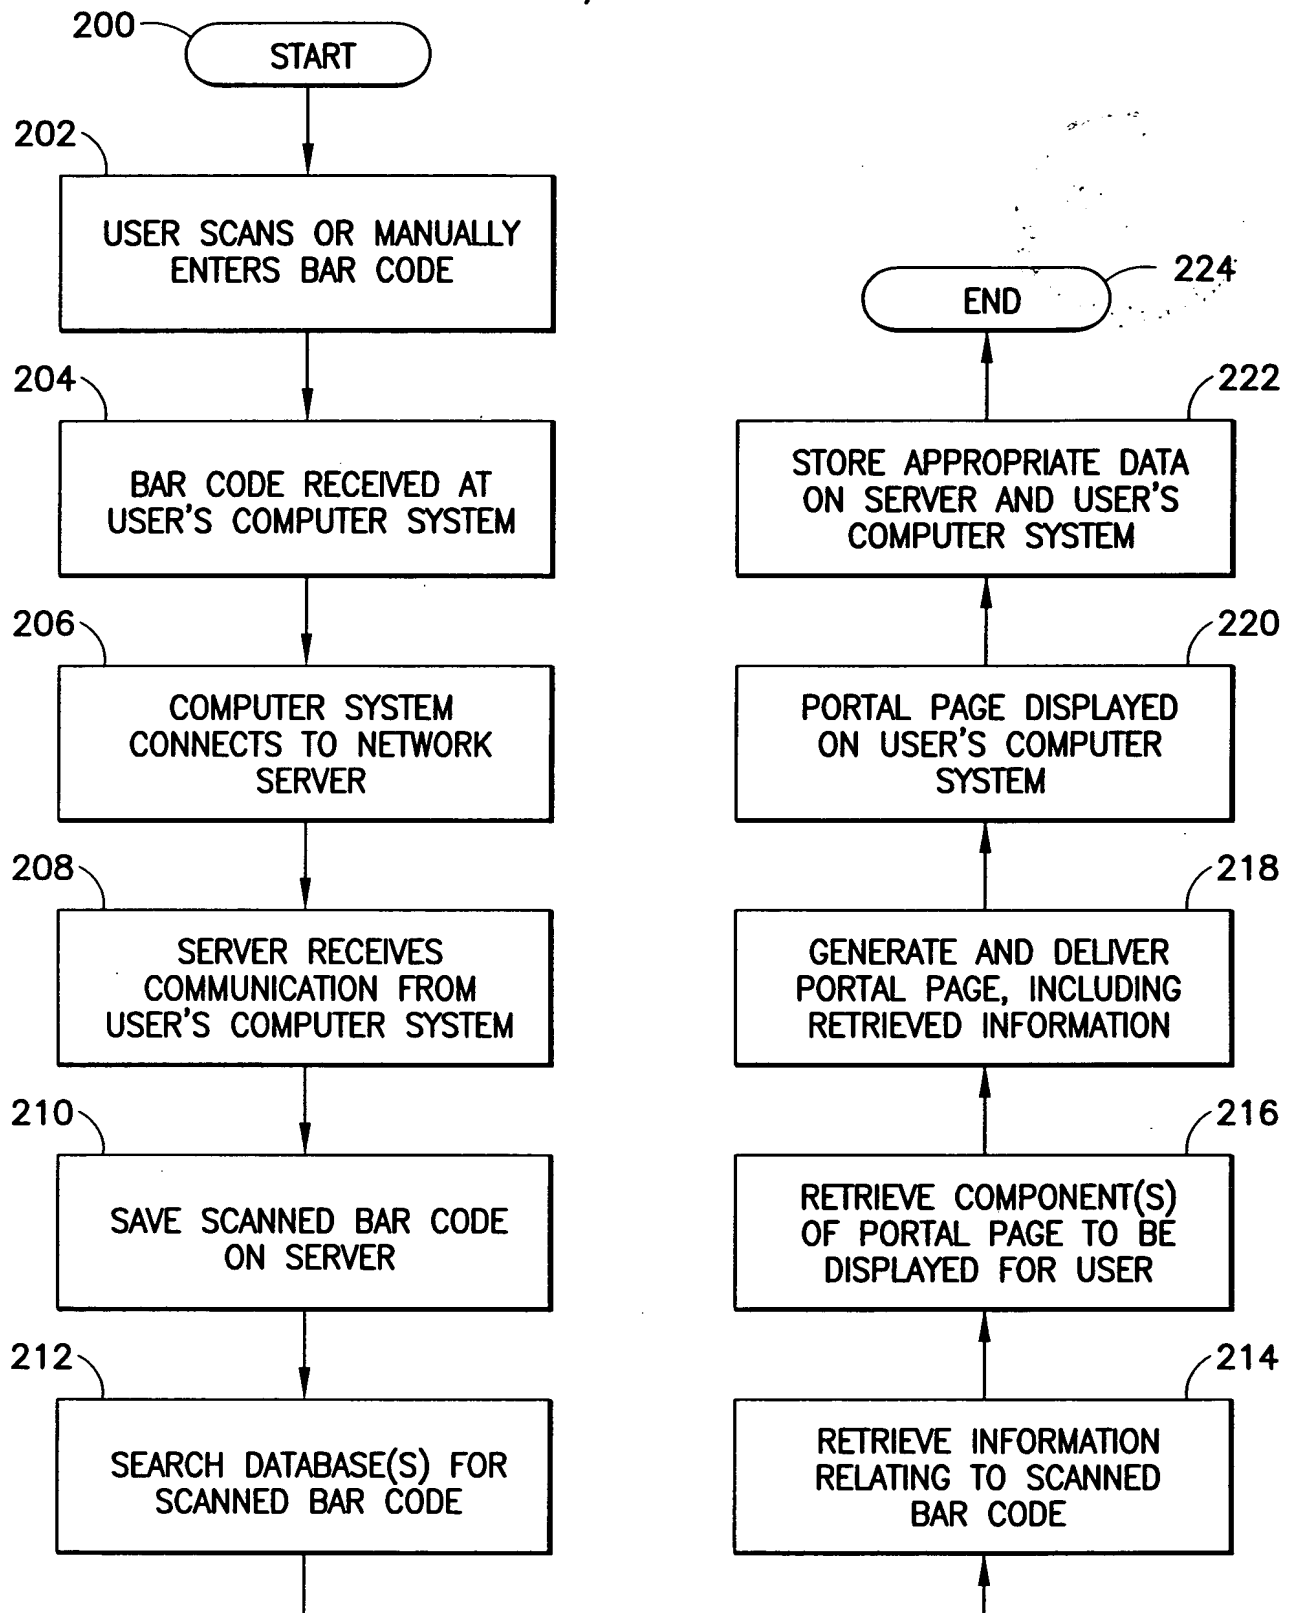 200
START
202
USER SCANS OR MANUALLY
ENTERS BAR CODE
204
BAR CODE RECEIVED AT
USER'S COMPUTER SYSTEM
206
COMPUTER SYSTEM
CONNECTS TO NETWORK
SERVER
208
SERVER RECEIVES
COMMUNICATION FROM
USER'S COMPUTER SYSTEM
210
SAVE SCANNED BAR CODE
ON SERVER
212
SEARCH DATABASE(S) FOR
SCANNED BAR CODE
214
RETRIEVE INFORMATION
RELATING TO SCANNED
BAR CODE
216
RETRIEVE COMPONENT(S)
OF PORTAL PAGE TO BE
DISPLAYED FOR USER
218
GENERATE AND DELIVER
PORTAL PAGE, INCLUDING
RETRIEVED INFORMATION
220
PORTAL PAGE DISPLAYED
ON USER'S COMPUTER
SYSTEM
222
STORE APPROPRIATE DATA
ON SERVER AND USER'S
COMPUTER SYSTEM
224
END